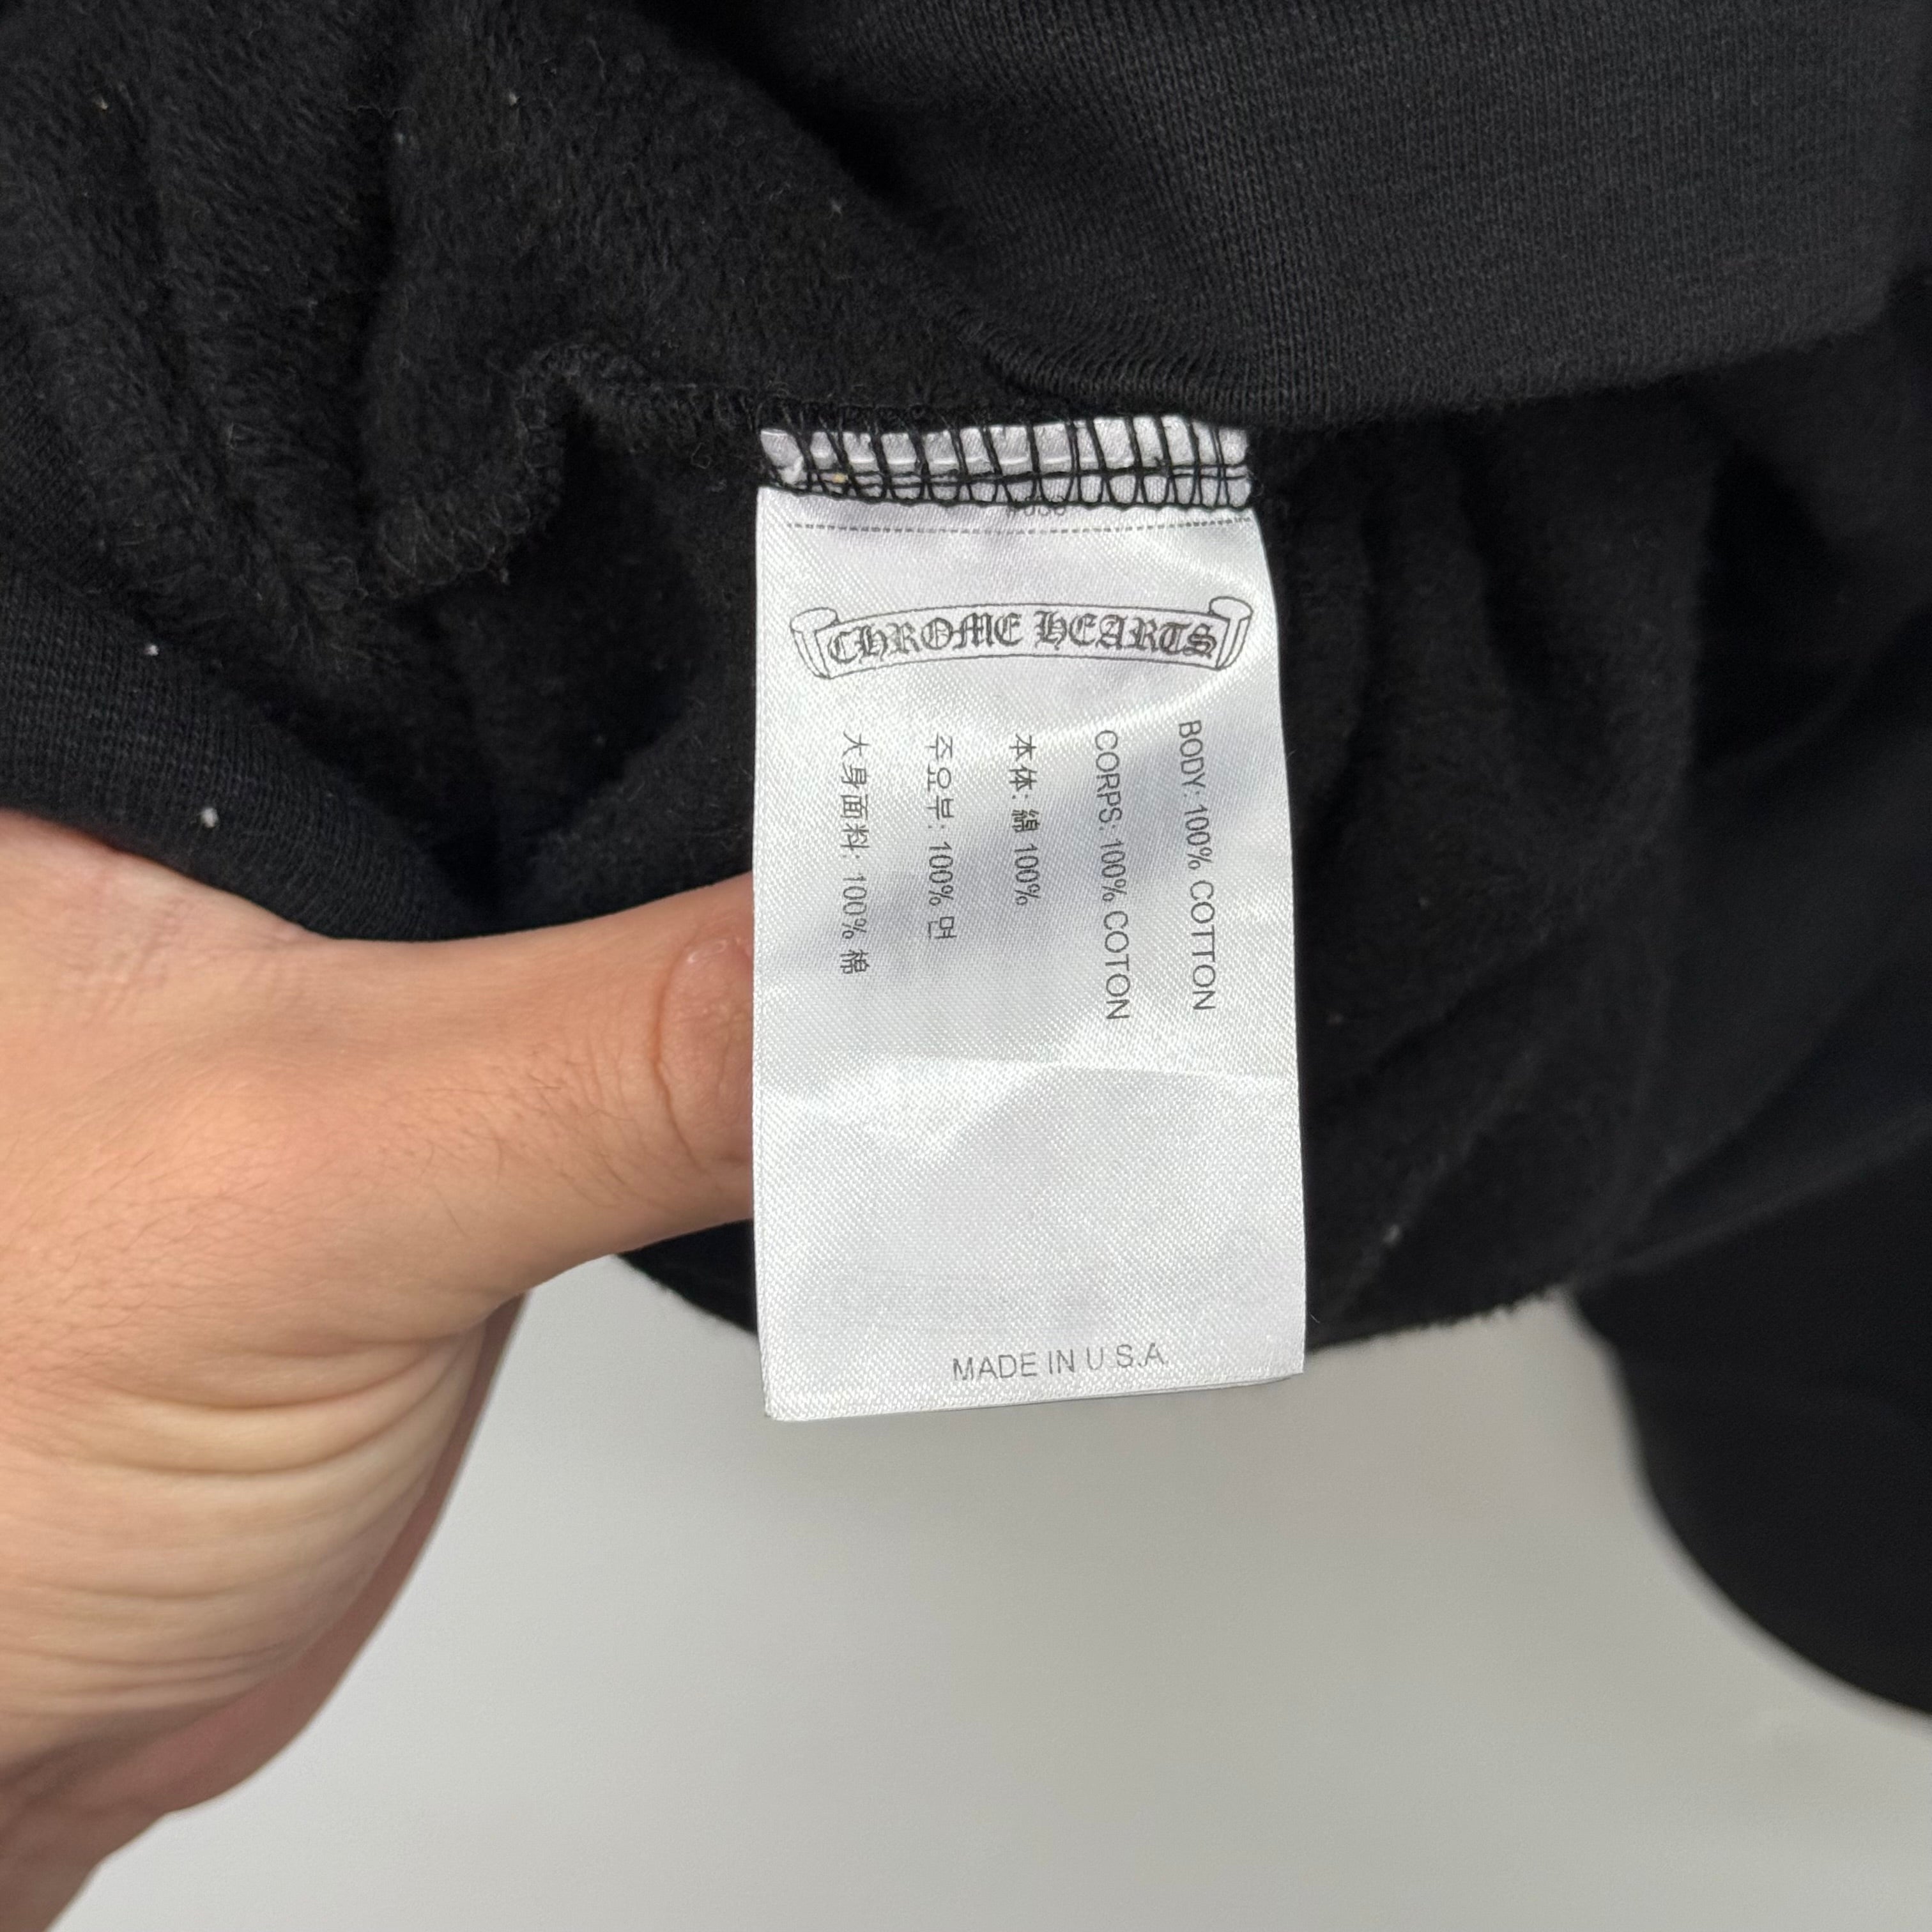 CHROME HEARTS
BODY: 100% COTTON
CORPS: 100% COTON
本体: 綿 100%
주요부: 100% 면
大身面料: 100% 棉
MADE IN U.S.A.